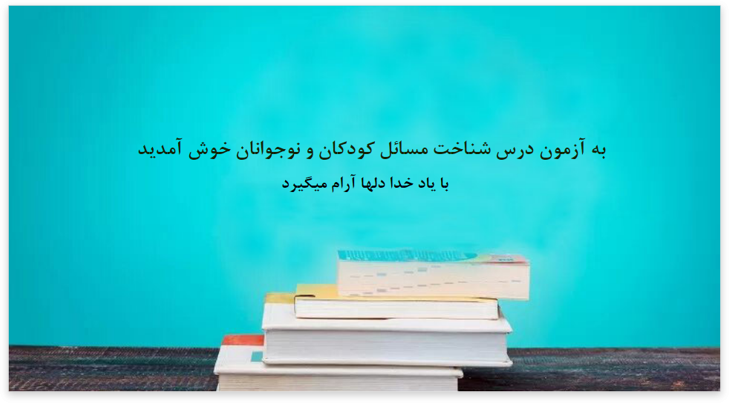 به آزمون درس شناخت مسائل کودکان و نوجوانان خوش آمدید
با یاد خدا دلها آرام میگیرد